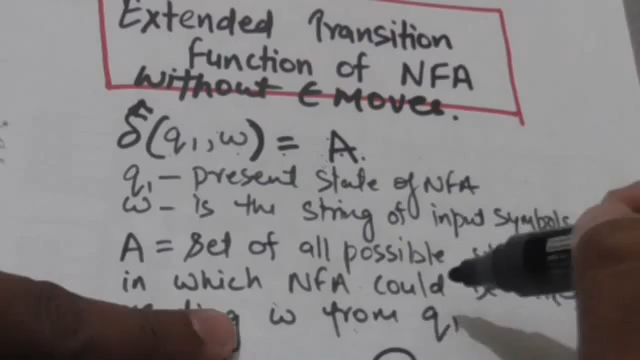 Extended Transition
Function of NFA
without ϵ Moves.
δ̂(q₁, w) = A.
q₁ – present state of NFA
w – is the string of input symbols
A = Set of all possible
in which NFA could
w from q₁